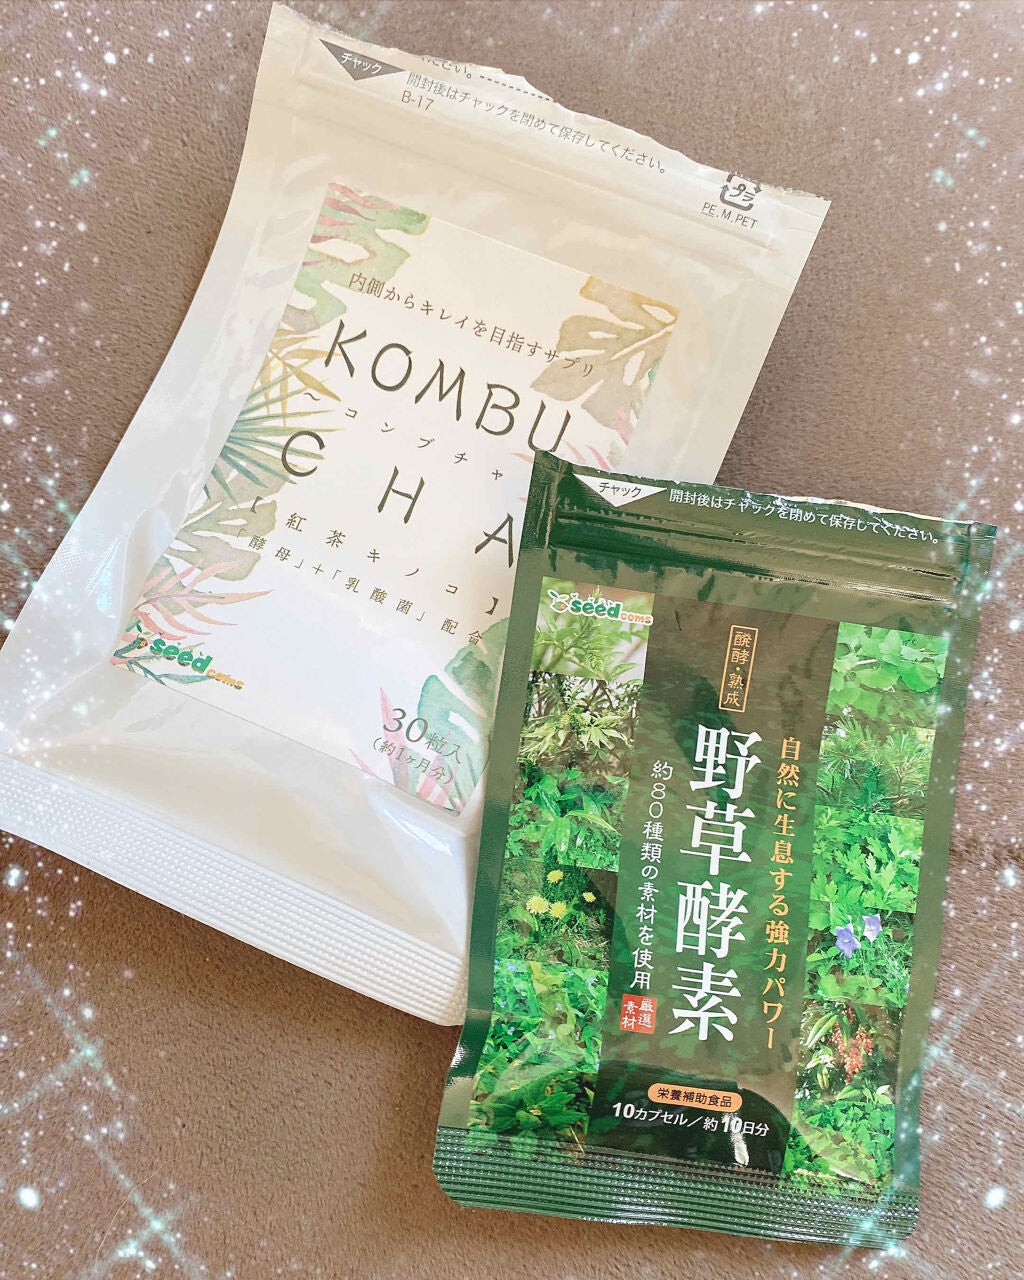 チャック
ください。
開封後はチャックを閉めて保存してください。
B-17
プラ
PE.M.PET
内側からキレイを目指すサプリ
KOMBU
～コンブチャ
CHA
【紅茶キノコ】
「酵母」+「乳酸菌」配合
seedcoms
30粒入
(約1ヶ月分)
チャック
開封後はチャックを閉めて保存してください。
seedcoms
醗酵・熟成
自然に生息する強力パワー
野草酵素
約80種類の素材を使用
厳選素材
栄養補助食品
10カプセル／約10日分